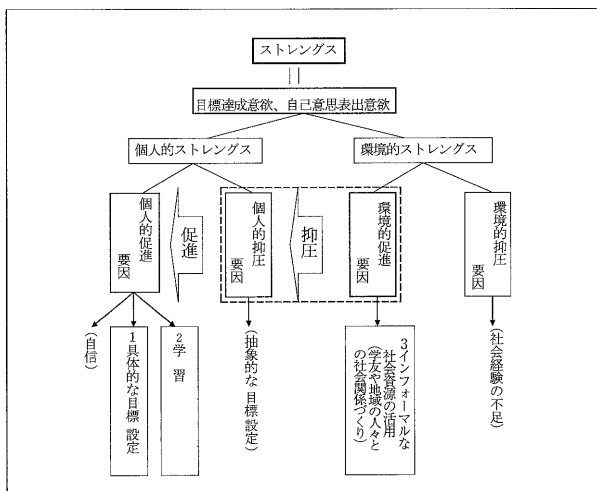 ストレングス
目標達成意欲、自己意思表出意欲
個人的ストレングス
環境的ストレングス
個人的促進
要因
促進
個人的抑圧
要因
抑圧
環境的促進
要因
環境的抑圧
要因
(自信)
1具体的な目標設定
2学習
(抽象的な目標設定)
3インフォーマルな
社会資源の活用
(学友や地域の人々と
の社会関係づくり)
(社会経験の不足)